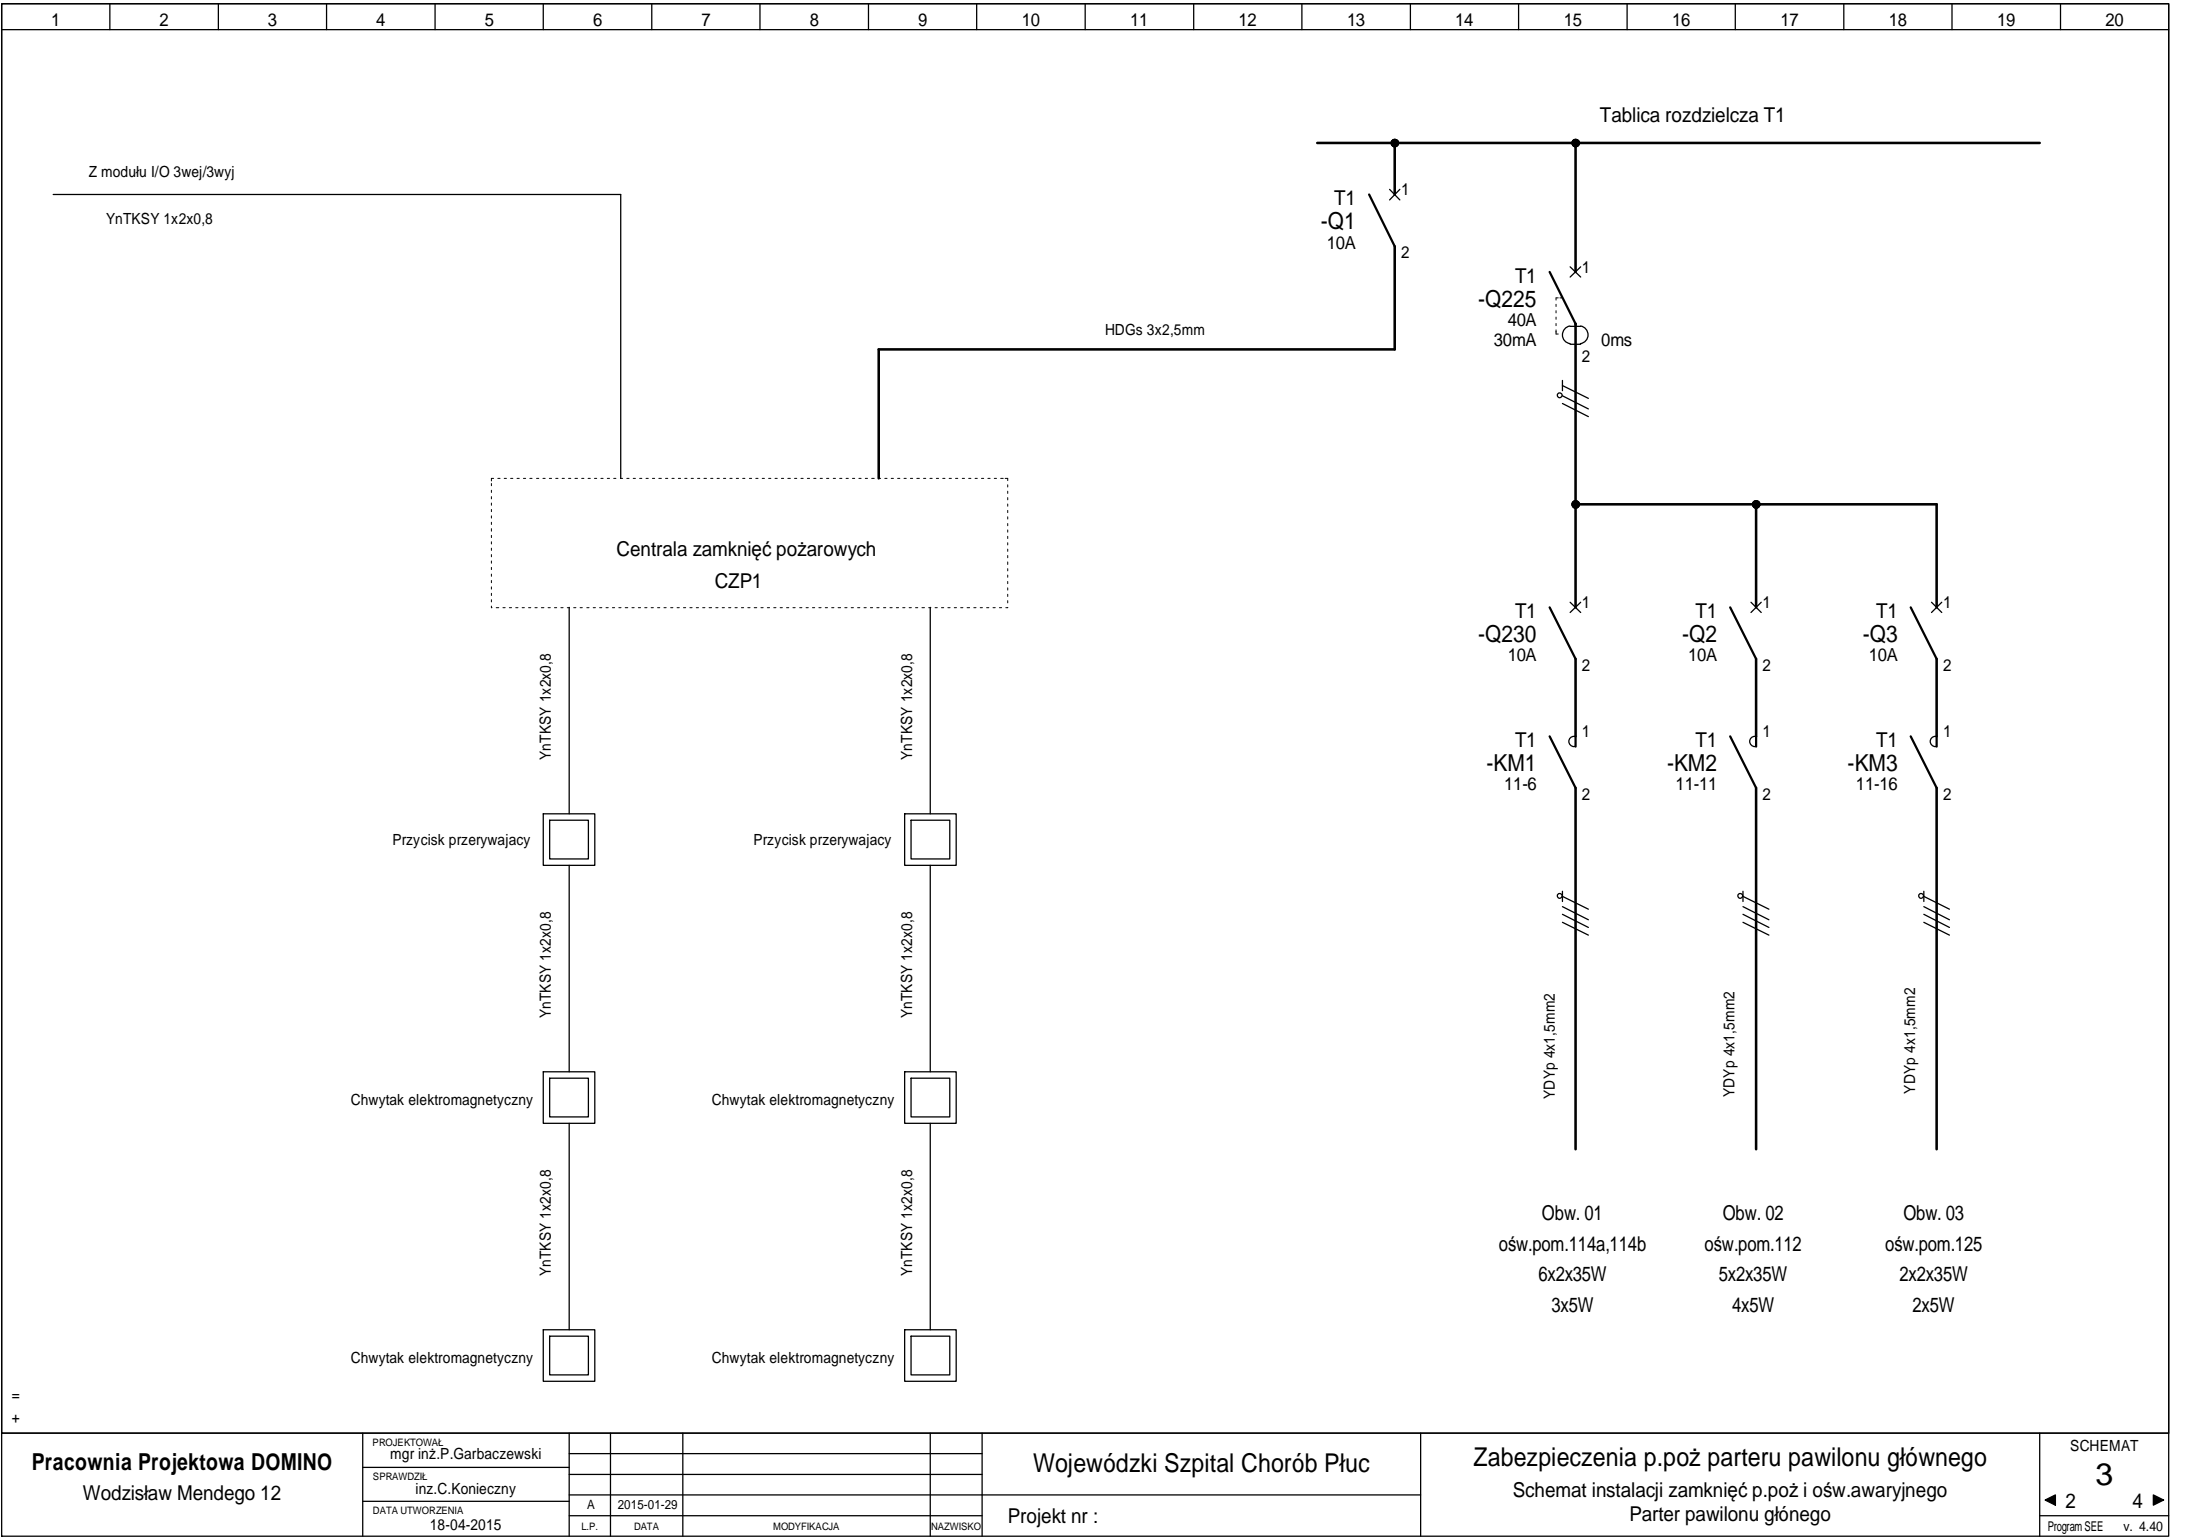 1 2 3 4 5 6 7 8 9 10 11 12 13 14 15 16 17 18 19 20
Tablica rozdzielcza T1
Z modułu I/O 3wej/3wyj
YnTKSY 1x2x0,8
T1
-Q1
10A
1
2
HDGs 3x2,5mm
T1
-Q225
40A
30mA
1
0ms
2
Centrala zamknięć pożarowych
CZP1
T1
-Q230
10A
1
2
T1
-Q2
10A
1
2
T1
-Q3
10A
1
2
T1
-KM1
11-6
1
2
T1
-KM2
11-11
1
2
T1
-KM3
11-16
1
2
YnTKSY 1x2x0,8
YnTKSY 1x2x0,8
Przycisk przerywajacy
Przycisk przerywajacy
YnTKSY 1x2x0,8
YnTKSY 1x2x0,8
Chwytak elektromagnetyczny
Chwytak elektromagnetyczny
YnTKSY 1x2x0,8
YnTKSY 1x2x0,8
Chwytak elektromagnetyczny
Chwytak elektromagnetyczny
YDYp 4x1,5mm2
YDYp 4x1,5mm2
YDYp 4x1,5mm2
Obw. 01
ośw.pom.114a,114b
6x2x35W
3x5W
Obw. 02
ośw.pom.112
5x2x35W
4x5W
Obw. 03
ośw.pom.125
2x2x35W
2x5W
=
+
Pracownia Projektowa DOMINO
Wodzisław Mendego 12
PROJEKTOWAŁ
mgr inż.P.Garbaczewski
SPRAWDZIŁ
inz.C.Konieczny
DATA UTWORZENIA
18-04-2015
A 2015-01-29
L.P. DATA MODYFIKACJA NAZWISKO
Wojewódzki Szpital Chorób Płuc
Projekt nr :
Zabezpieczenia p.poż parteru pawilonu głównego
Schemat instalacji zamknięć p.poż i ośw.awaryjnego
Parter pawilonu głónego
SCHEMAT
3
◄ 2 4 ►
Program SEE v. 4.40